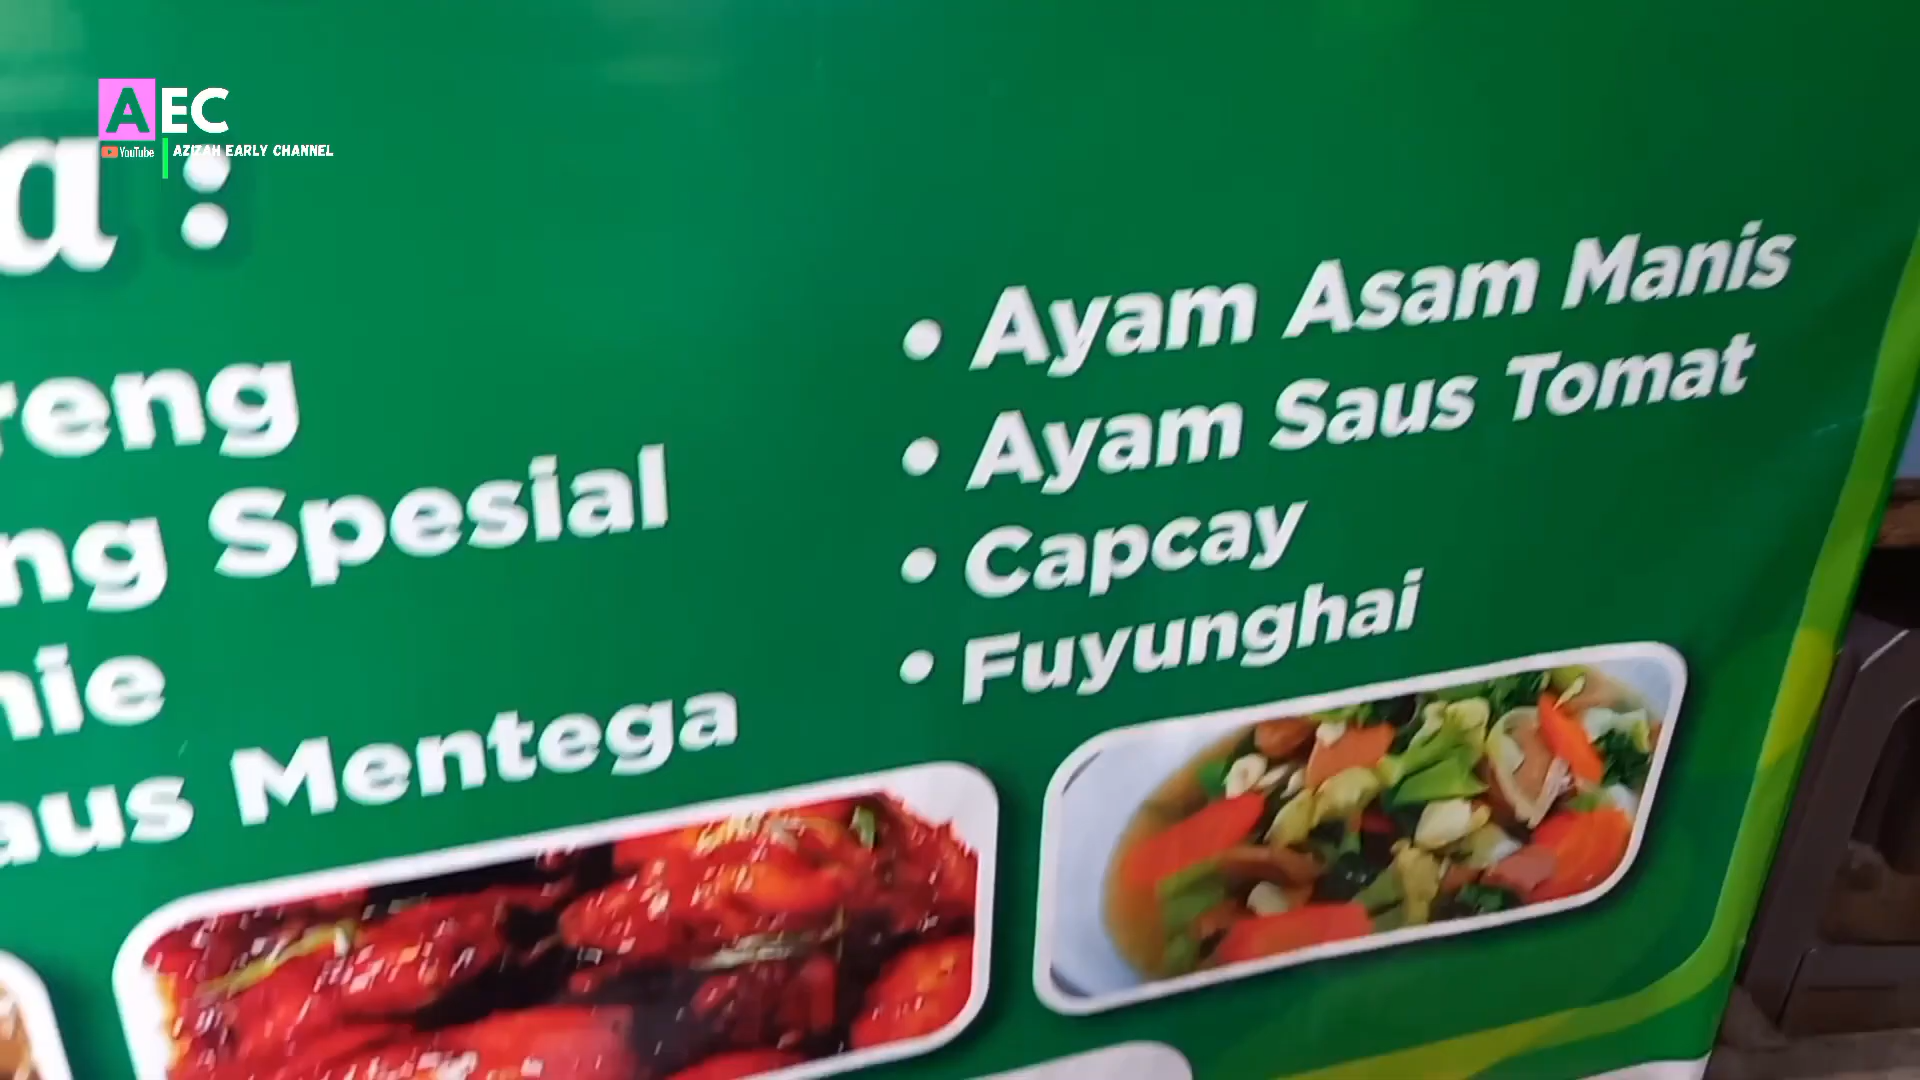 AEC
YouTube
AZIZAH EARLY CHANNEL
a :
reng
ng Spesial
nie
aus Mentega
• Ayam Asam Manis
• Ayam Saus Tomat
• Capcay
• Fuyunghai